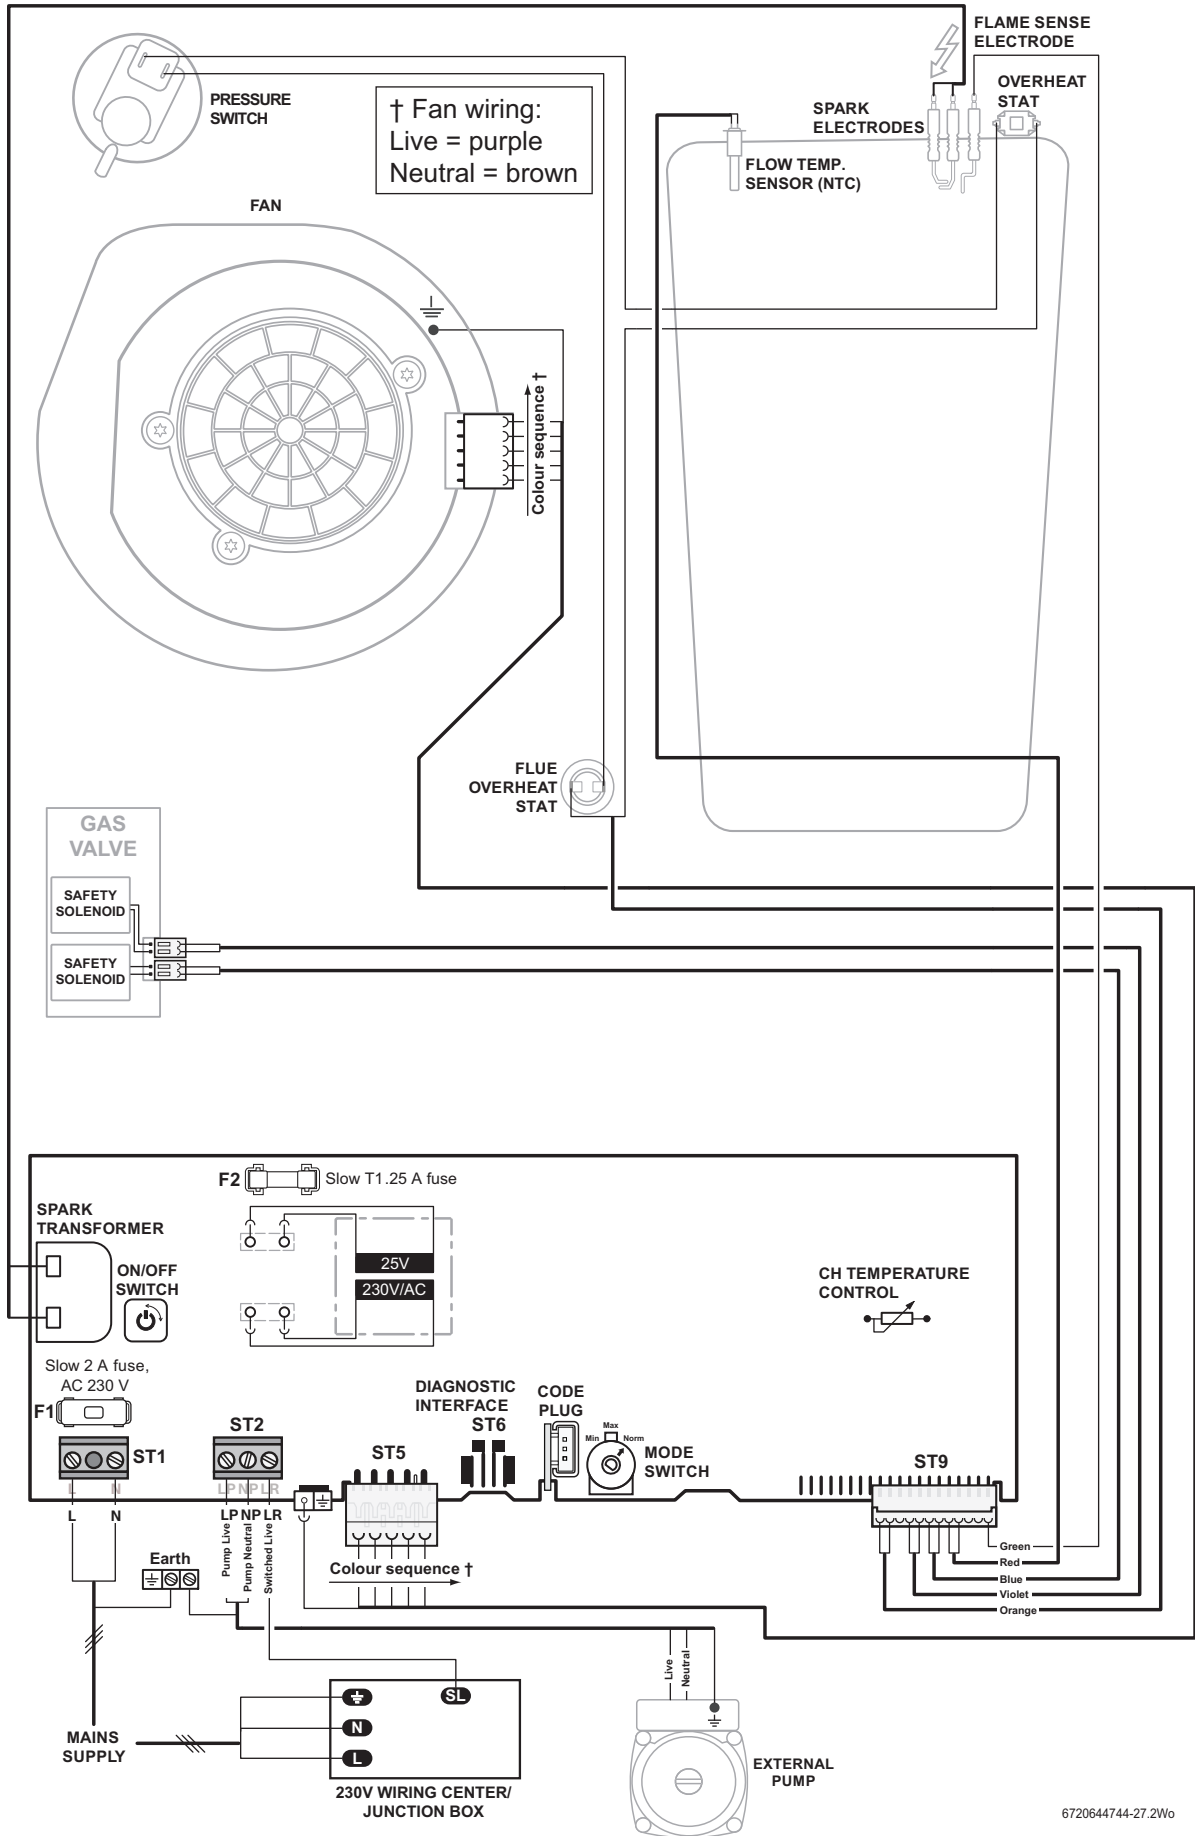 FLAME SENSE
ELECTRODE
OVERHEAT
STAT
SPARK
ELECTRODES
PRESSURE
SWITCH
† Fan wiring:
Live = purple
Neutral = brown
FLOW TEMP.
SENSOR (NTC)
FAN
Colour sequence †
FLUE
OVERHEAT
STAT
GAS
VALVE
SAFETY
SOLENOID
SAFETY
SOLENOID
F2
Slow T1.25 A fuse
SPARK
TRANSFORMER
ON/OFF
SWITCH
25V
230V/AC
CH TEMPERATURE
CONTROL
Slow 2 A fuse,
AC 230 V
F1
ST1
ST2
ST5
DIAGNOSTIC
INTERFACE
ST6
CODE
PLUG
Min
Max
Norm
MODE
SWITCH
ST9
L N
LP NP LR
L N
LP NP LR
Pump Live
Pump Neutral
Switched Live
Earth
Colour sequence †
Green
Red
Blue
Violet
Orange
Live
Neutral
SL
N
L
MAINS
SUPPLY
230V WIRING CENTER/
JUNCTION BOX
EXTERNAL
PUMP
6720644744-27.2Wo